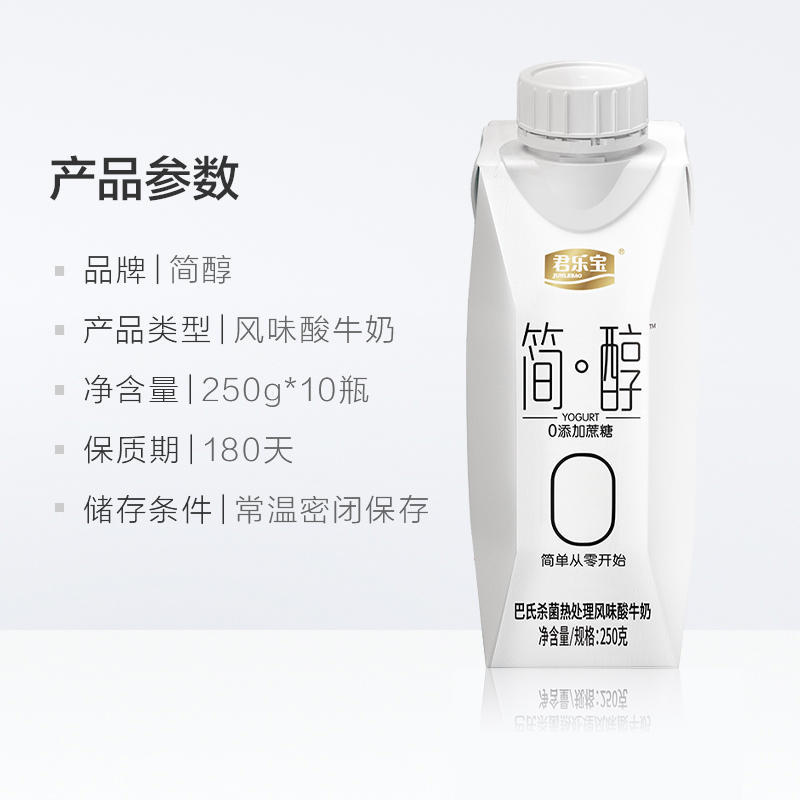 产品参数
品牌|简醇
产品类型|风味酸牛奶
净含量|250g*10瓶
保质期|180天
储存条件|常温密闭保存
君乐宝®
JUNLEBAO
简·醇™
YOGURT
0添加蔗糖
0
简单从零开始
巴氏杀菌热处理风味酸牛奶
净含量/规格:250克